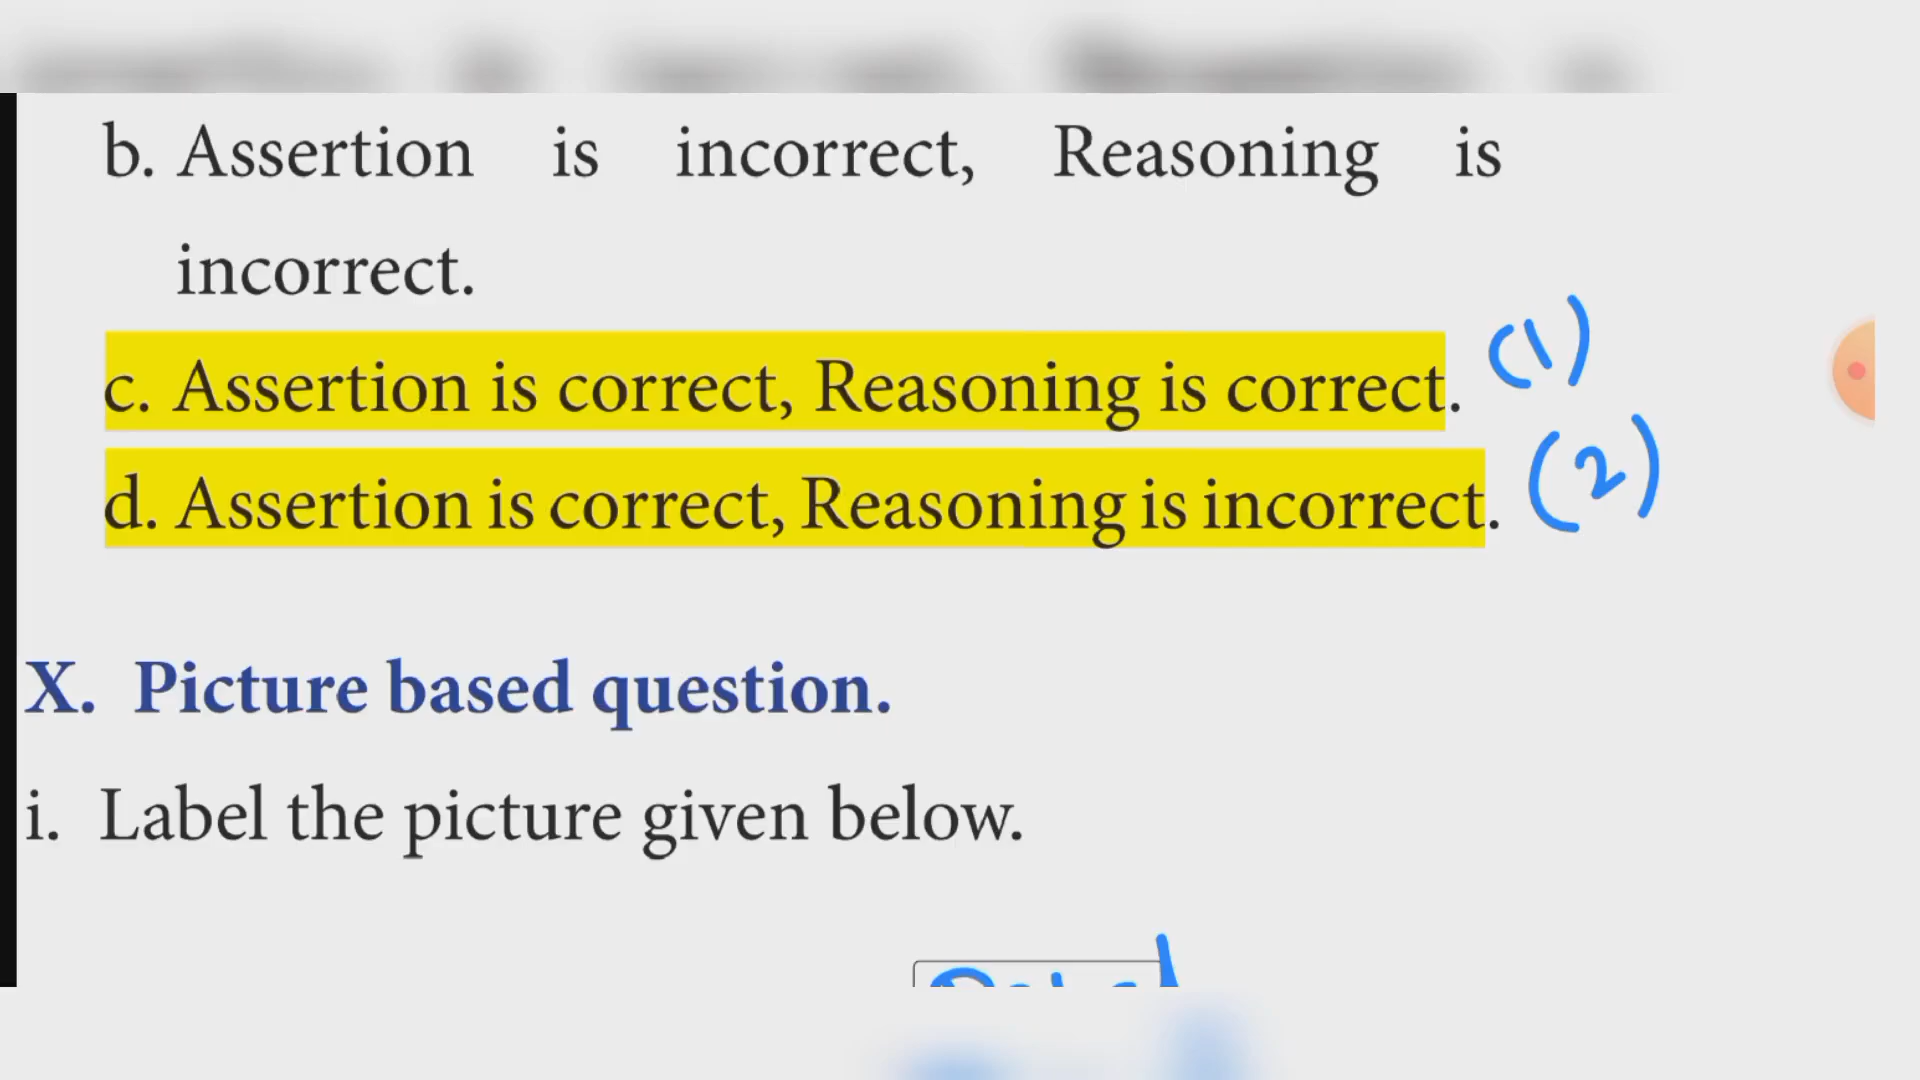 b. Assertion is incorrect, Reasoning is
incorrect.
c. Assertion is correct, Reasoning is correct. (1)
d. Assertion is correct, Reasoning is incorrect. (2)
X. Picture based question.
i. Label the picture given below.